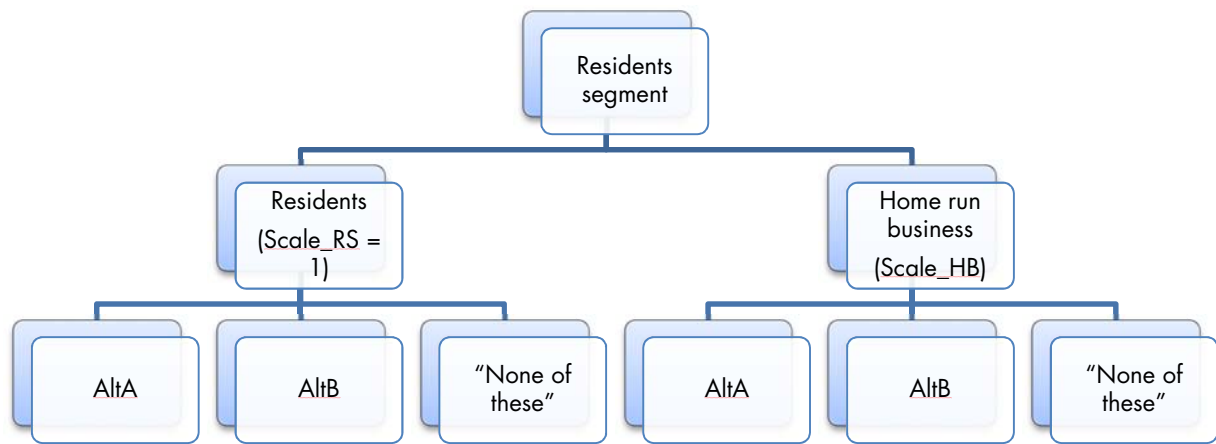 Residents
segment
Residents
(Scale_RS =
1)
Home run
business
(Scale_HB)
AltA
AltB
“None of
these”
AltA
AltB
“None of
these”